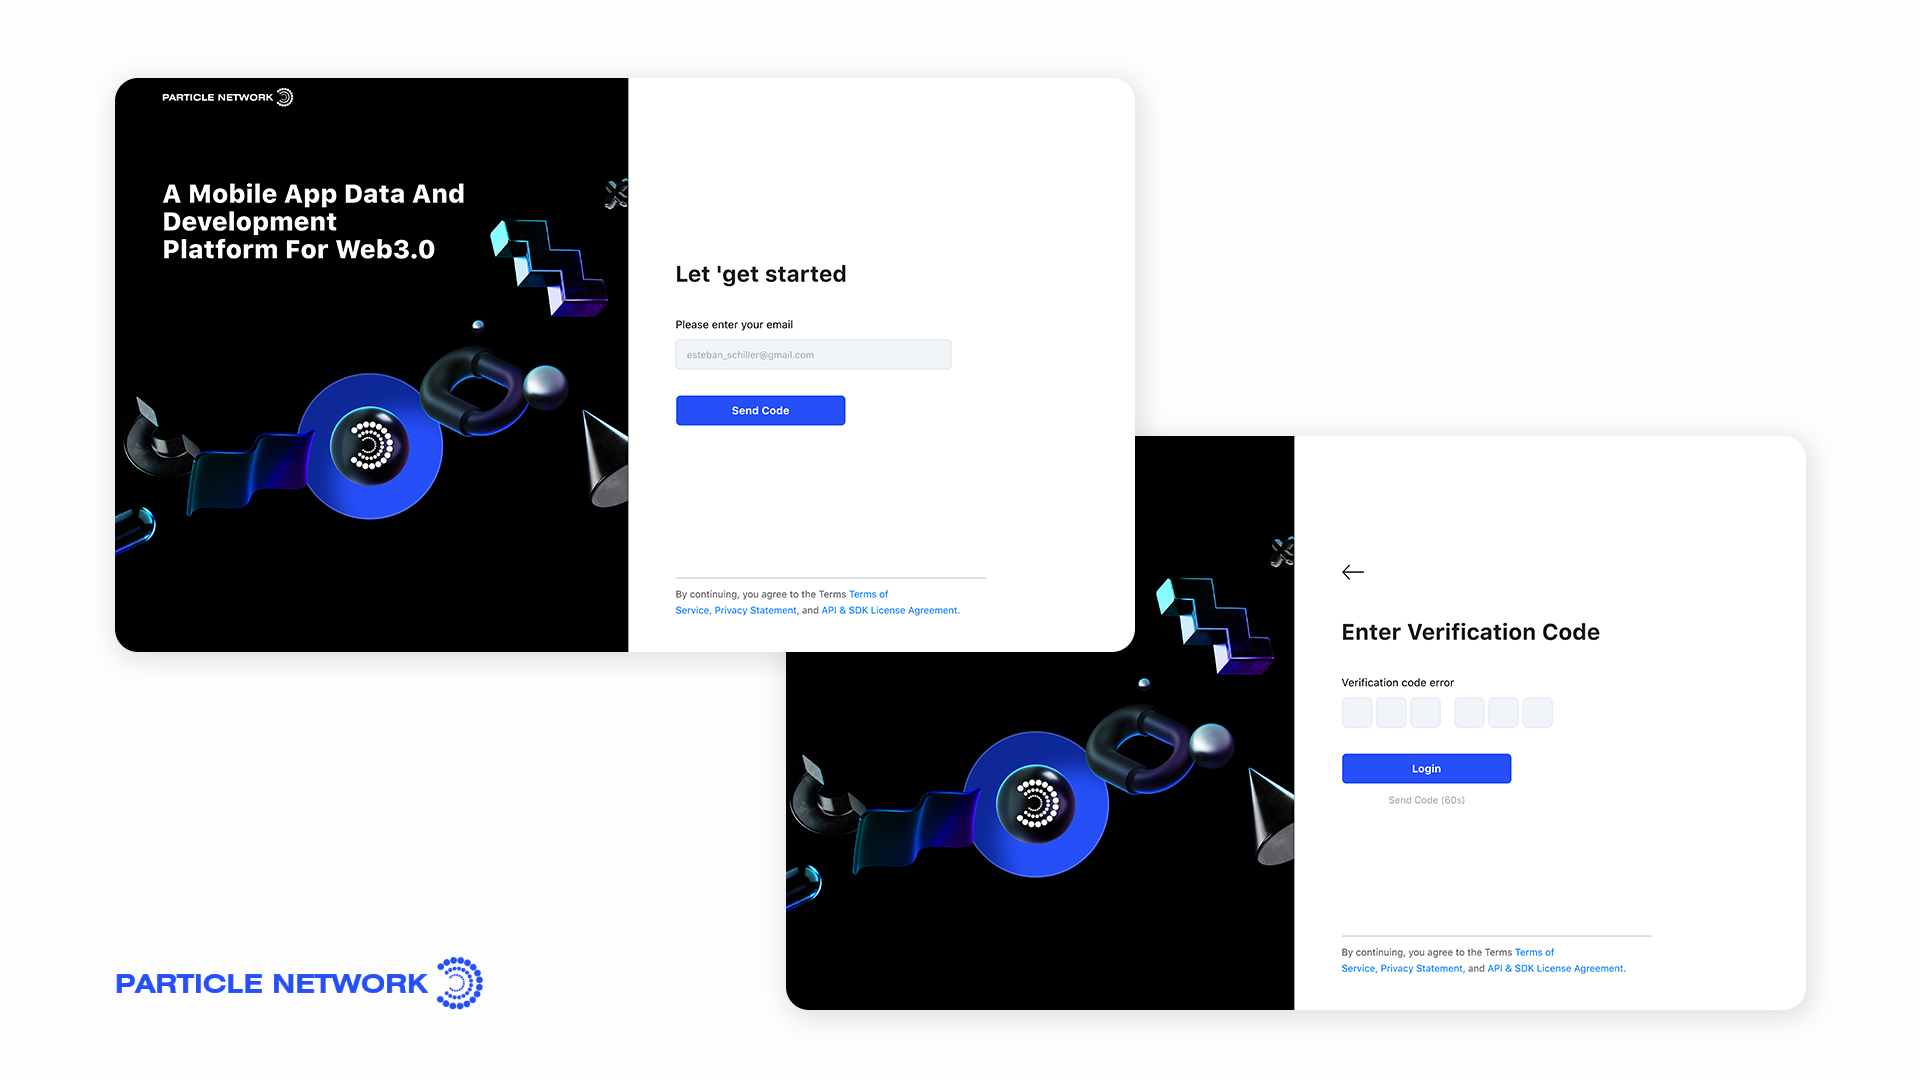 PARTICLE NETWORK
A Mobile App Data And
Development
Platform For Web3.0
Let 'get started
Please enter your email
esteban_schiller@gmail.com
Send Code
By continuing, you agree to the Terms Terms of
Service, Privacy Statement, and API & SDK License Agreement.
Enter Verification Code
Verification code error
Login
Send Code (60s)
By continuing, you agree to the Terms Terms of
Service, Privacy Statement, and API & SDK License Agreement.
PARTICLE NETWORK